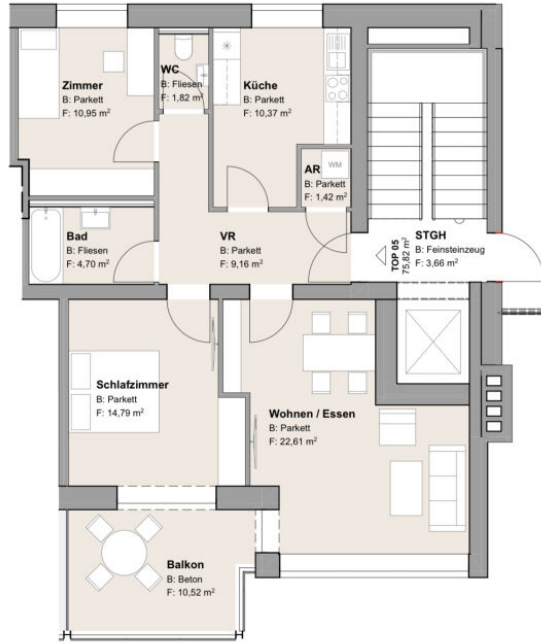 Zimmer
B: Parkett
F: 10,95 m²
WC
B: Fliesen
F: 1,82 m²
Küche
B: Parkett
F: 10,37 m²
WM
AR
B: Parkett
F: 1,42 m²
Bad
B: Fliesen
F: 4,70 m²
VR
B: Parkett
F: 9,16 m²
TOP 05
75,82 m²
STGH
B: Feinsteinzeug
F: 3,66 m²
Schlafzimmer
B: Parkett
F: 14,79 m²
Wohnen / Essen
B: Parkett
F: 22,61 m²
Balkon
B: Beton
F: 10,52 m²